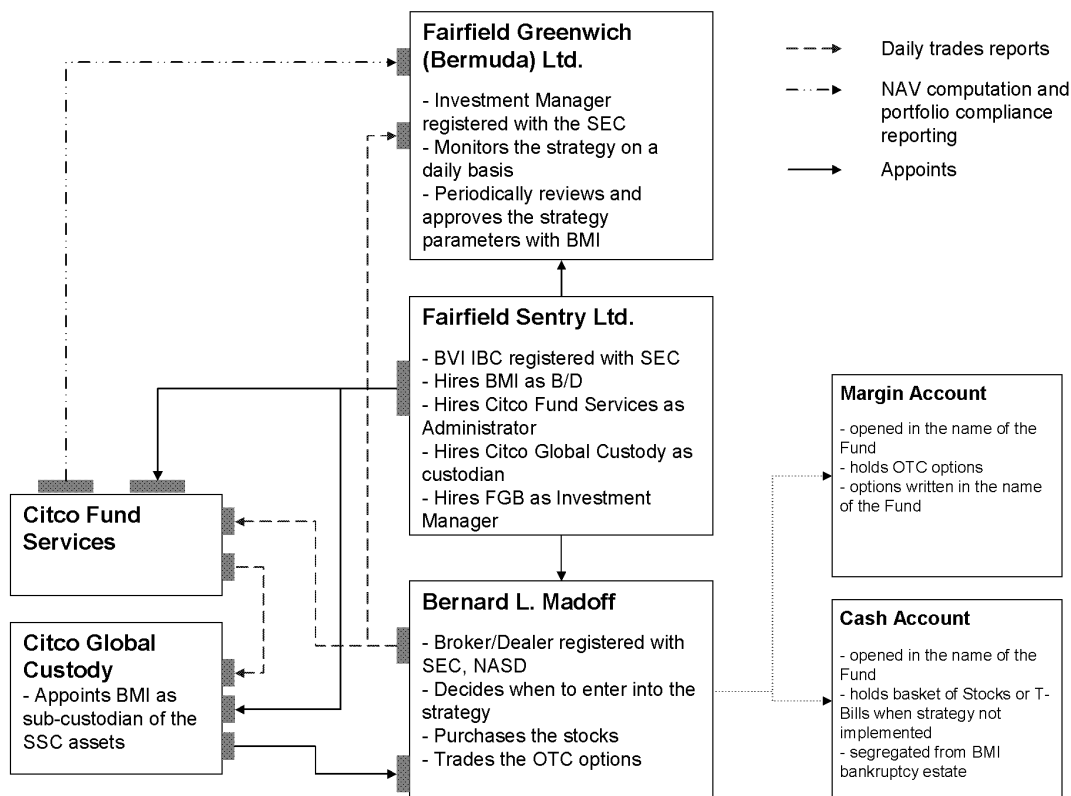 Fairfield Greenwich
(Bermuda) Ltd.
- Investment Manager
registered with the SEC
- Monitors the strategy on a
daily basis
- Periodically reviews and
approves the strategy
parameters with BMI
Daily trades reports
NAV computation and
portfolio compliance
reporting
Appoints
Fairfield Sentry Ltd.
- BVI IBC registered with SEC
- Hires BMI as B/D
- Hires Citco Fund Services as
Administrator
- Hires Citco Global Custody as
custodian
- Hires FGB as Investment
Manager
Margin Account
- opened in the name of the
Fund
- holds OTC options
- options written in the name
of the Fund
Citco Fund
Services
Citco Global
Custody
- Appoints BMI as
sub-custodian of the
SSC assets
Bernard L. Madoff
- Broker/Dealer registered with
SEC, NASD
- Decides when to enter into the
strategy
- Purchases the stocks
- Trades the OTC options
Cash Account
- opened in the name of the
Fund
- holds basket of Stocks or T-
Bills when strategy not
implemented
- segregated from BMI
bankruptcy estate